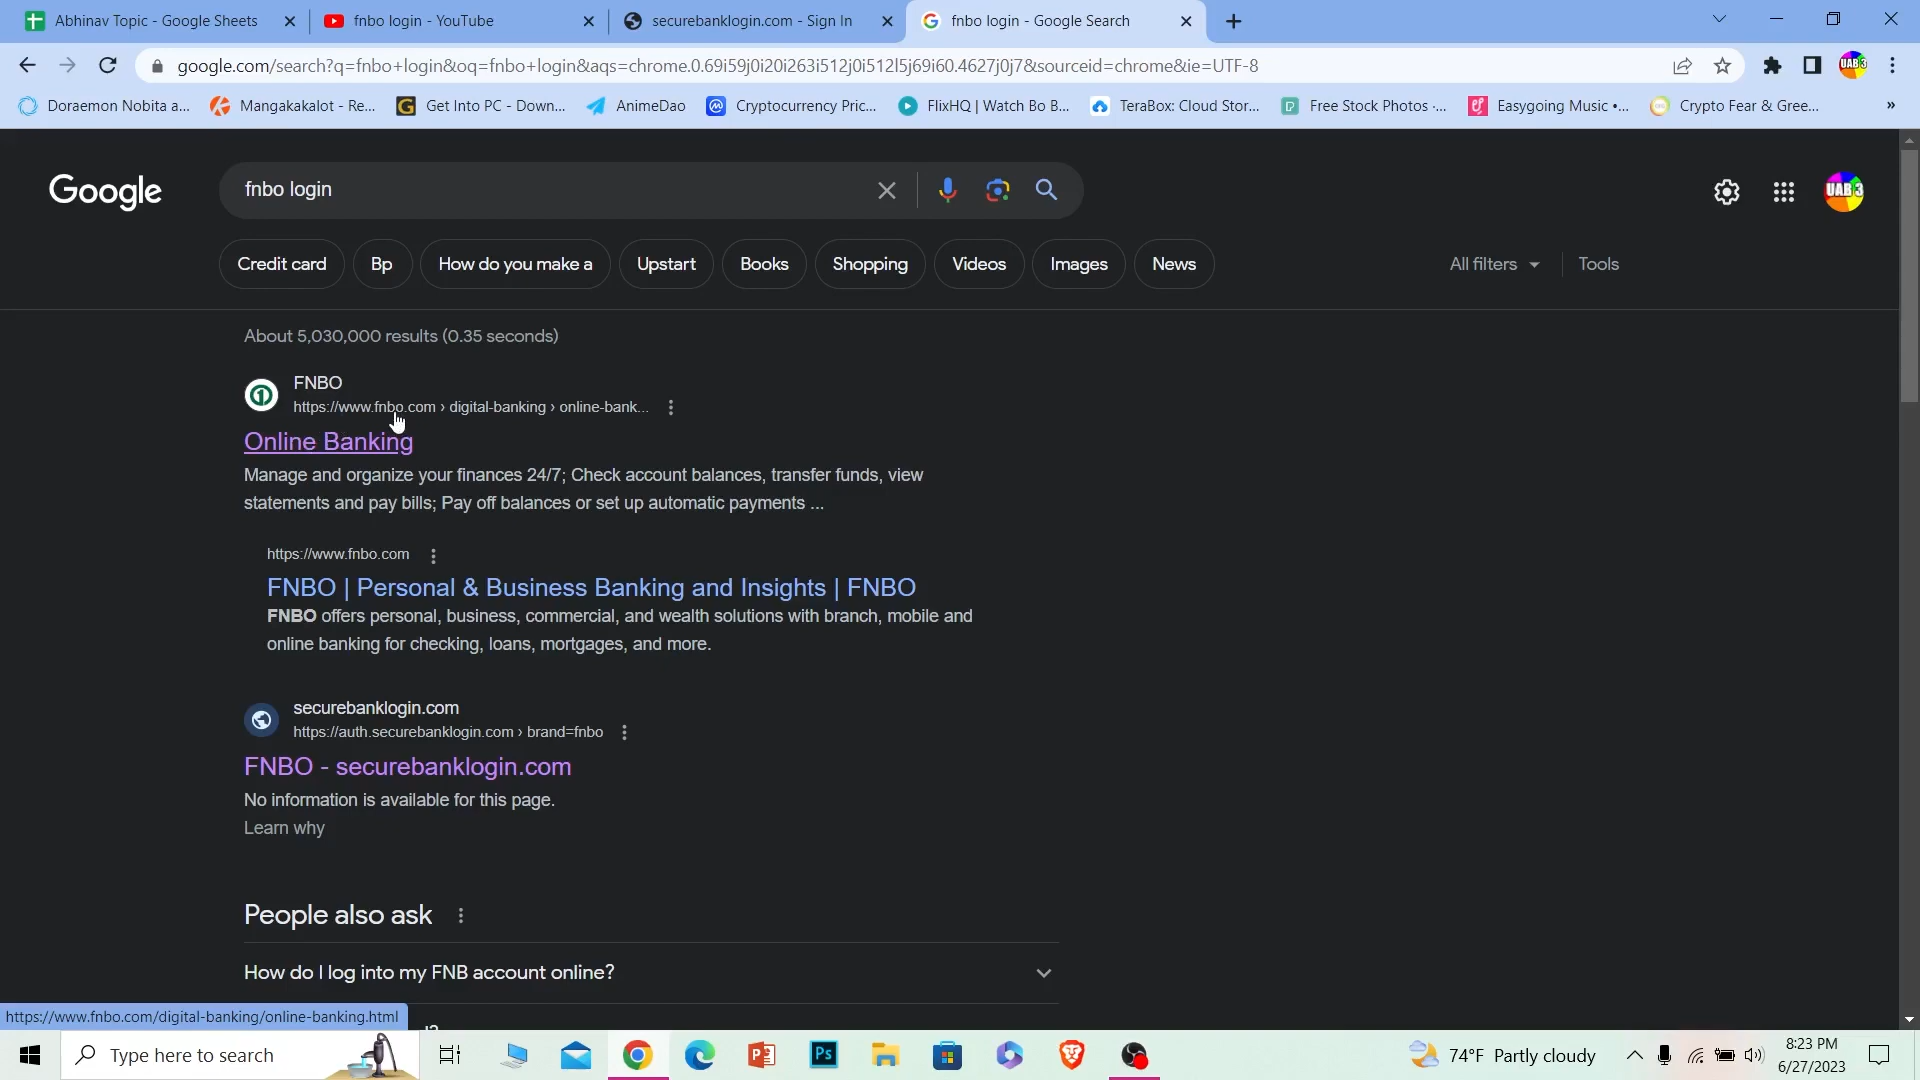 Abhinav Topic - Google Sheets
fnbo login - YouTube
securebanklogin.com - Sign In
fnbo login - Google Search
google.com/search?q=fnbo+login&oq=fnbo+login&aqs=chrome.0.69i59j0i20i263i512j0i512l5j69i60.4627j0j7&sourceid=chrome&ie=UTF-8
UAB 3
Doraemon Nobita a...
Mangakakalot - Re...
Get Into PC - Down...
AnimeDao
Cryptocurrency Pric...
FlixHQ | Watch Bo B...
TeraBox: Cloud Stor...
Free Stock Photos ·...
Easygoing Music •...
Crypto Fear & Gree...
»
Google
fnbo login
UAB 3
Credit card
Bp
How do you make a
Upstart
Books
Shopping
Videos
Images
News
All filters
Tools
About 5,030,000 results (0.35 seconds)
FNBO
https://www.fnbo.com › digital-banking › online-bank...
Online Banking
Manage and organize your finances 24/7; Check account balances, transfer funds, view
statements and pay bills; Pay off balances or set up automatic payments ...
https://www.fnbo.com
FNBO | Personal & Business Banking and Insights | FNBO
FNBO offers personal, business, commercial, and wealth solutions with branch, mobile and
online banking for checking, loans, mortgages, and more.
securebanklogin.com
https://auth.securebanklogin.com › brand=fnbo
FNBO - securebanklogin.com
No information is available for this page.
Learn why
People also ask
How do I log into my FNB account online?
https://www.fnbo.com/digital-banking/online-banking.html
Type here to search
Ps
74°F Partly cloudy
8:23 PM
6/27/2023